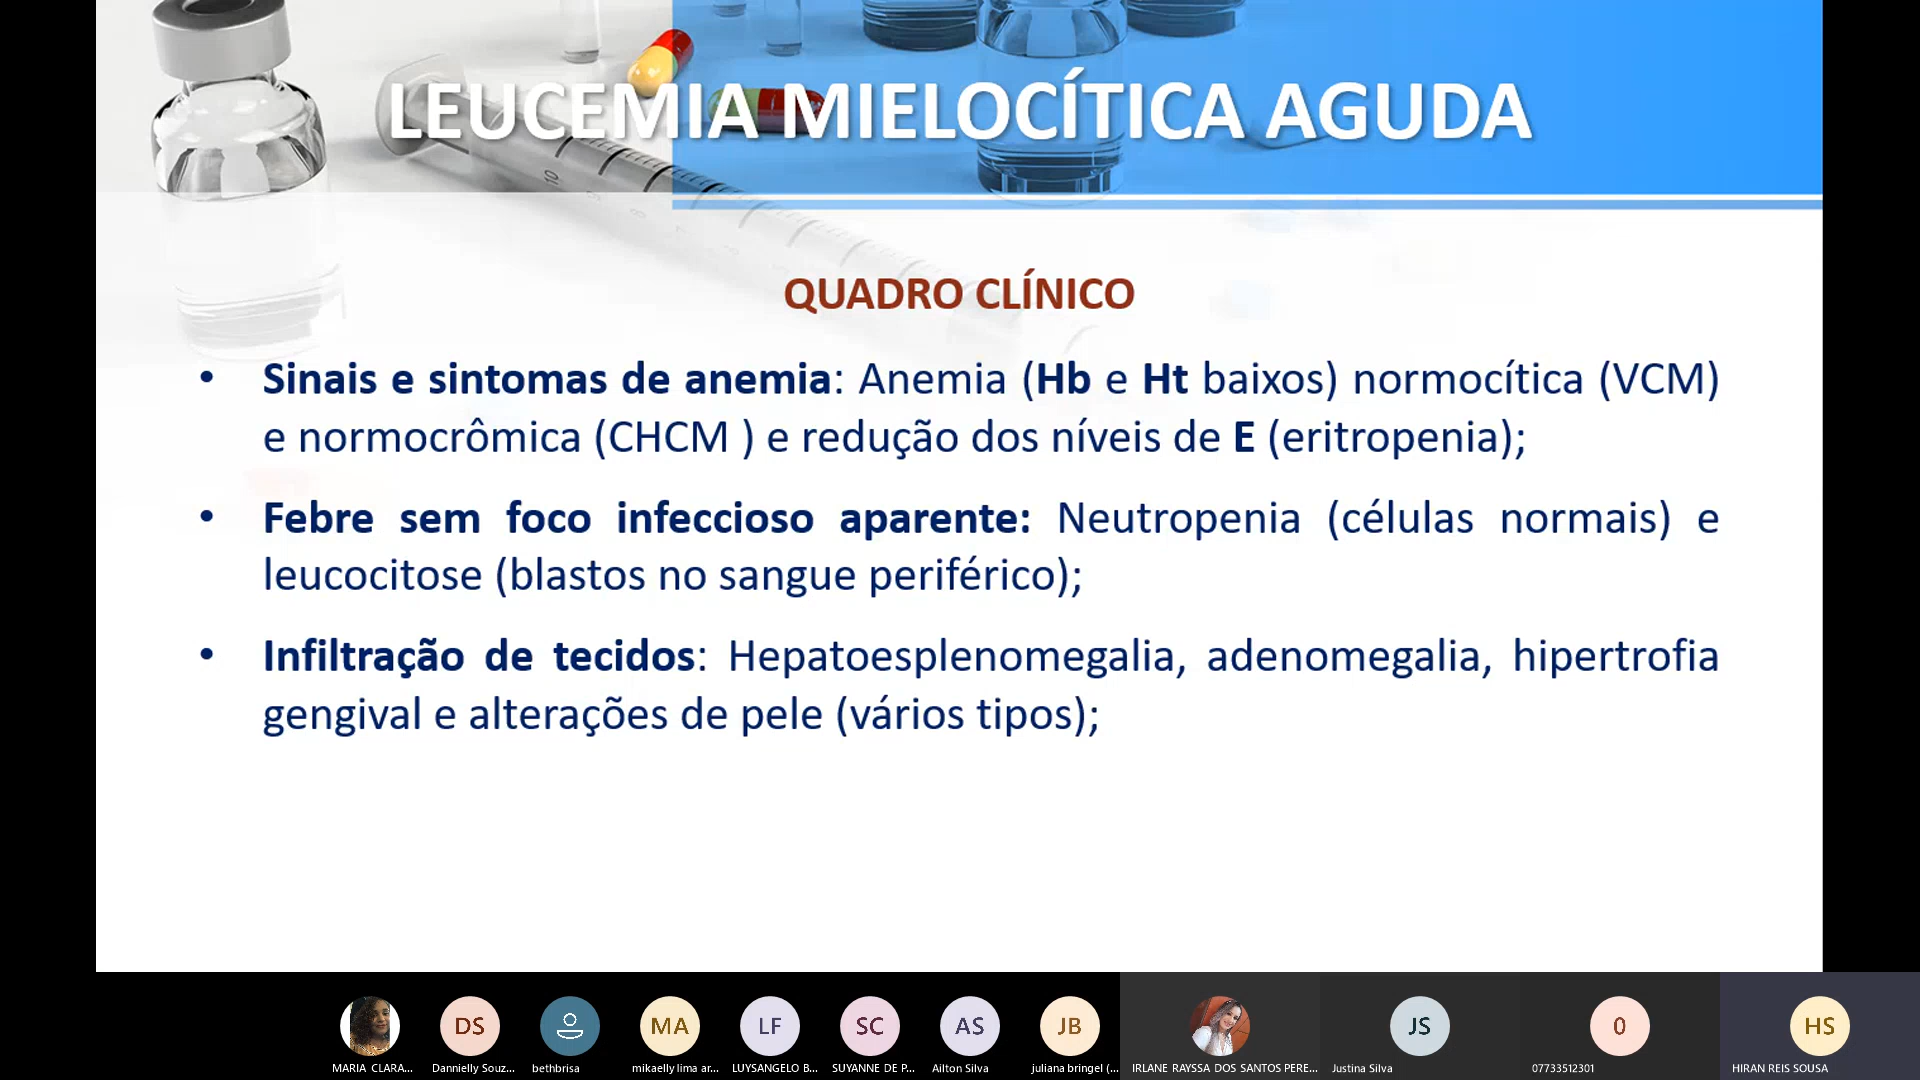 LEUCEMIA MIELOCÍTICA AGUDA
QUADRO CLÍNICO
• Sinais e sintomas de anemia: Anemia (Hb e Ht baixos) normocítica (VCM)
e normocrômica (CHCM ) e redução dos níveis de E (eritropenia);
• Febre sem foco infeccioso aparente: Neutropenia (células normais) e
leucocitose (blastos no sangue periférico);
• Infiltração de tecidos: Hepatoesplenomegalia, adenomegalia, hipertrofia
gengival e alterações de pele (vários tipos);
DS MA LF SC AS JB JS 0 HS
MARIA CLARA... Dannielly Souz... bethbrisa mikaelly lima ar... LUYSANGELO B... SUYANNE DE P... Ailton Silva juliana bringel (... IRLANE RAYSSA DOS SANTOS PERE... Justina Silva 07733512301 HIRAN REIS SOUSA